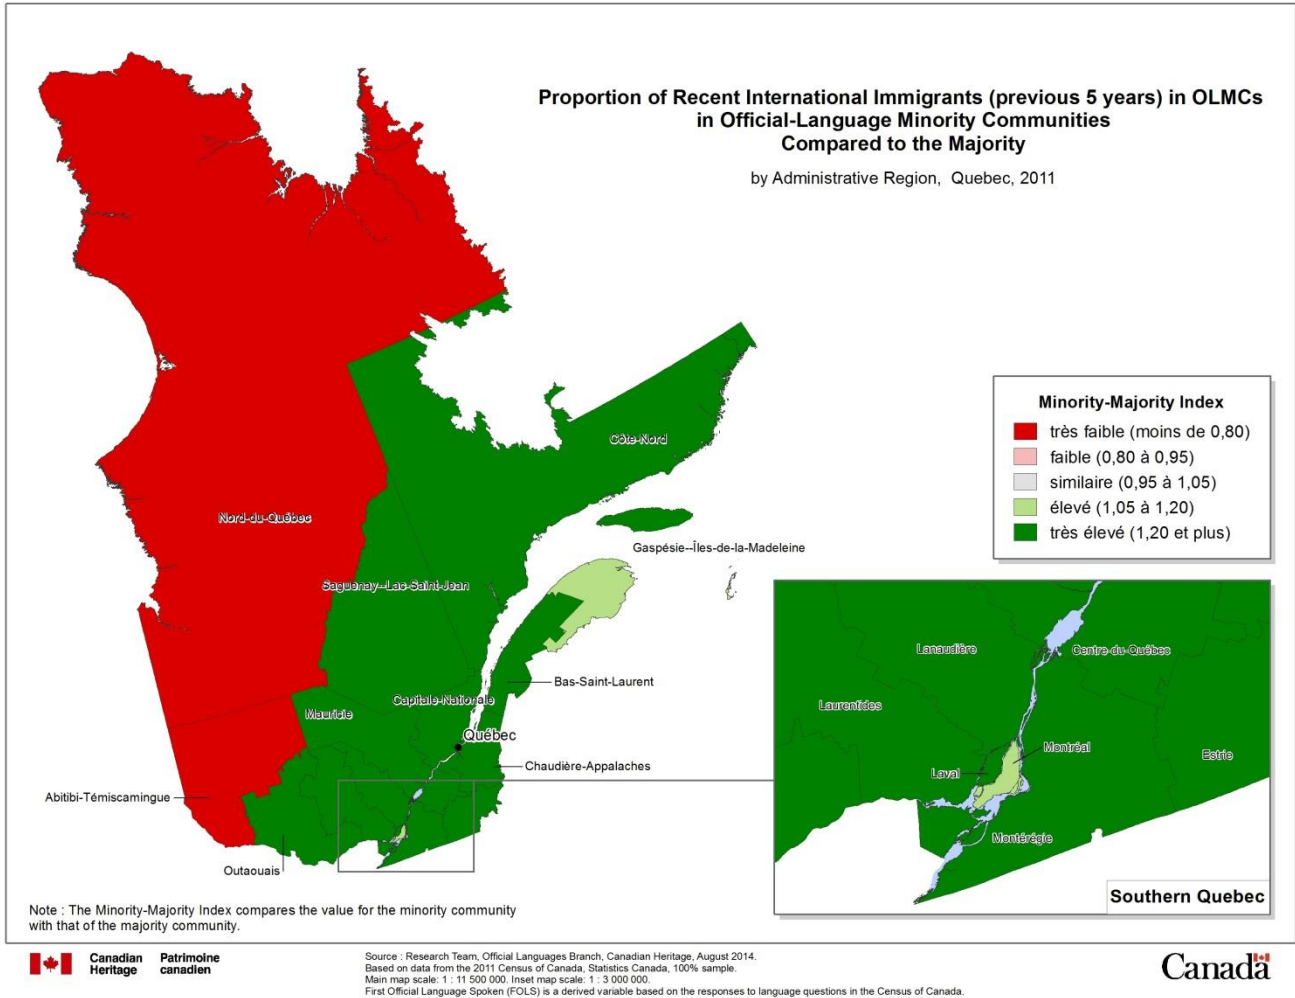 Proportion of Recent International Immigrants (previous 5 years) in OLMCs
in Official-Language Minority Communities
Compared to the Majority
by Administrative Region, Quebec, 2011
Minority-Majority Index
très faible (moins de 0,80)
faible (0,80 à 0,95)
similaire (0,95 à 1,05)
élevé (1,05 à 1,20)
très élevé (1,20 et plus)
Côte-Nord
Nord-du-Québec
Gaspésie--Îles-de-la-Madeleine
Saguenay--Lac-Saint-Jean
Bas-Saint-Laurent
Capitale-Nationale
Mauricie
Québec
Chaudière-Appalaches
Abitibi-Témiscamingue
Outaouais
Lanaudière
Centre-du-Québec
Laurentides
Montréal
Estrie
Laval
Montérégie
Southern Quebec
Note : The Minority-Majority Index compares the value for the minority community
with that of the majority community.
Canadian Patrimoine
Heritage canadien
Source : Research Team, Official Languages Branch, Canadian Heritage, August 2014.
Based on data from the 2011 Census of Canada, Statistics Canada, 100% sample.
Main map scale: 1 : 11 500 000. Inset map scale: 1 : 3 000 000.
First Official Language Spoken (FOLS) is a derived variable based on the responses to language questions in the Census of Canada.
Canada